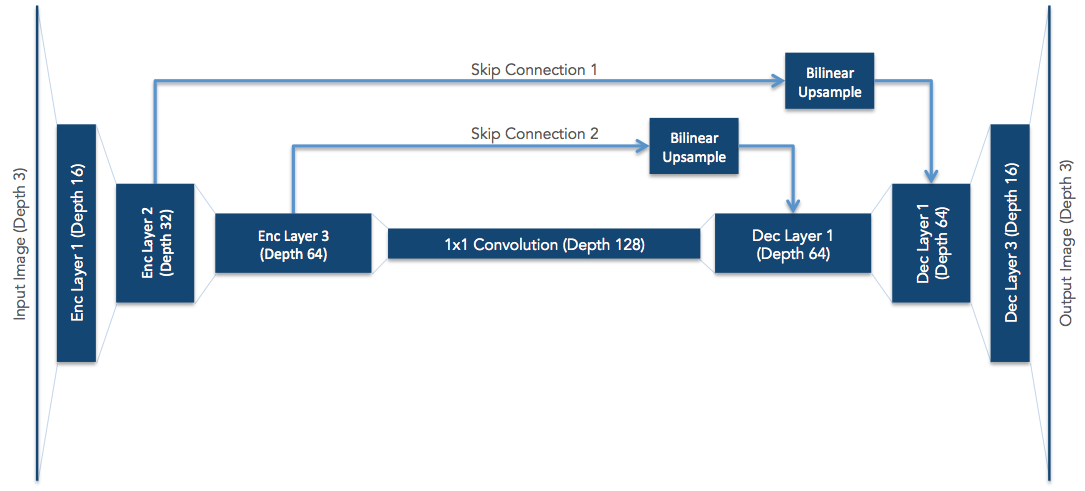 Skip Connection 1
Bilinear
Upsample
Skip Connection 2
Bilinear
Upsample
Input Image (Depth 3)
Enc Layer 1 (Depth 16)
Enc Layer 2
(Depth 32)
Enc Layer 3
(Depth 64)
1x1 Convolution (Depth 128)
Dec Layer 1
(Depth 64)
Dec Layer 1
(Depth 64)
Dec Layer 3 (Depth 16)
Output Image (Depth 3)